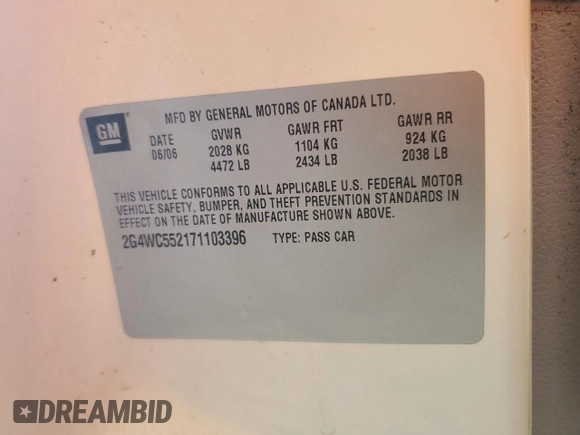 MFD BY GENERAL MOTORS OF CANADA LTD.
GM
DATE GVWR GAWR FRT GAWR RR
06/06 2028 KG 1104 KG 924 KG
4472 LB 2434 LB 2038 LB
THIS VEHICLE CONFORMS TO ALL APPLICABLE U.S. FEDERAL MOTOR
VEHICLE SAFETY, BUMPER, AND THEFT PREVENTION STANDARDS IN
EFFECT ON THE DATE OF MANUFACTURE SHOWN ABOVE.
2G4WC552171103396 TYPE: PASS CAR
DREAMBID